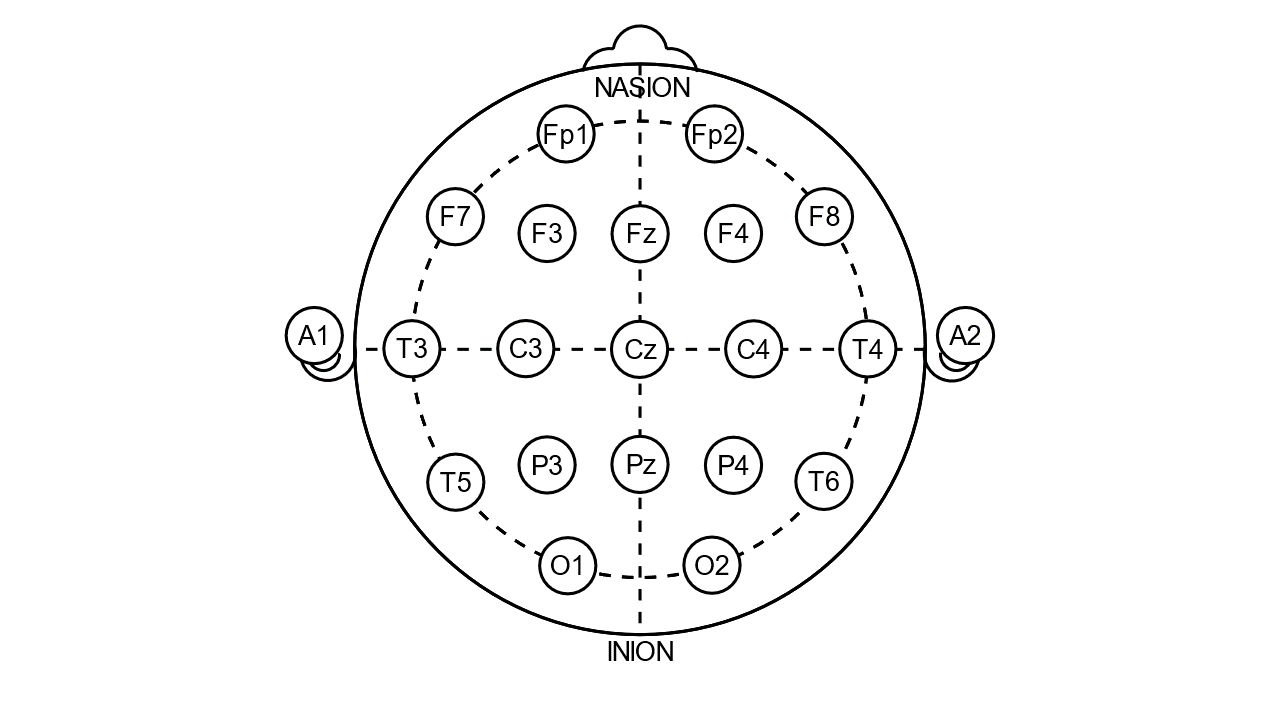 NASION
Fp1 Fp2
F7 F3 Fz F4 F8
A1 T3 C3 Cz C4 T4 A2
T5 P3 Pz P4 T6
O1 O2
INION